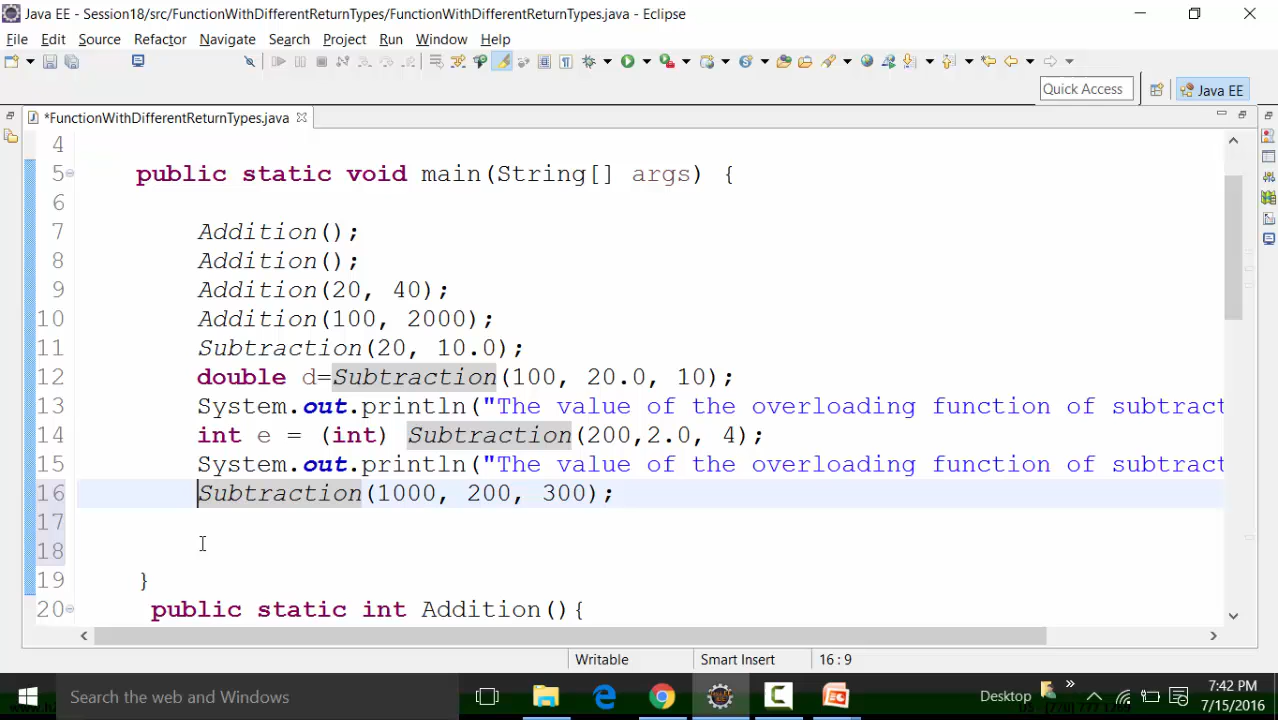 Java EE - Session18/src/FunctionWithDifferentReturnTypes/FunctionWithDifferentReturnTypes.java - Eclipse
File Edit Source Refactor Navigate Search Project Run Window Help
Quick Access Java EE
*FunctionWithDifferentReturnTypes.java
4
5 public static void main(String[] args) {
6
7 Addition();
8 Addition();
9 Addition(20, 40);
10 Addition(100, 2000);
11 Subtraction(20, 10.0);
12 double d=Subtraction(100, 20.0, 10);
13 System.out.println("The value of the overloading function of subtract
14 int e = (int) Subtraction(200,2.0, 4);
15 System.out.println("The value of the overloading function of subtract
16 Subtraction(1000, 200, 300);
17
18
19 }
20 public static int Addition(){
Writable Smart Insert 16 : 9
Search the web and Windows Desktop » 7:42 PM
7/15/2016